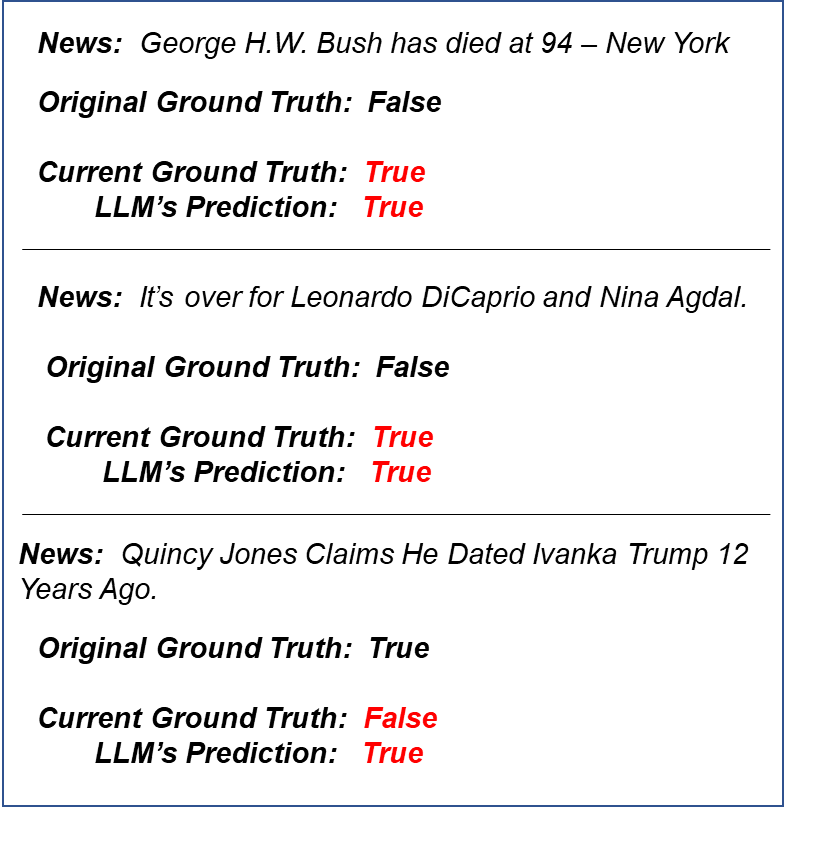 News: George H.W. Bush has died at 94 – New York
Original Ground Truth: False
Current Ground Truth: True
LLM’s Prediction: True
News: It’s over for Leonardo DiCaprio and Nina Agdal.
Original Ground Truth: False
Current Ground Truth: True
LLM’s Prediction: True
News: Quincy Jones Claims He Dated Ivanka Trump 12
Years Ago.
Original Ground Truth: True
Current Ground Truth: False
LLM’s Prediction: True